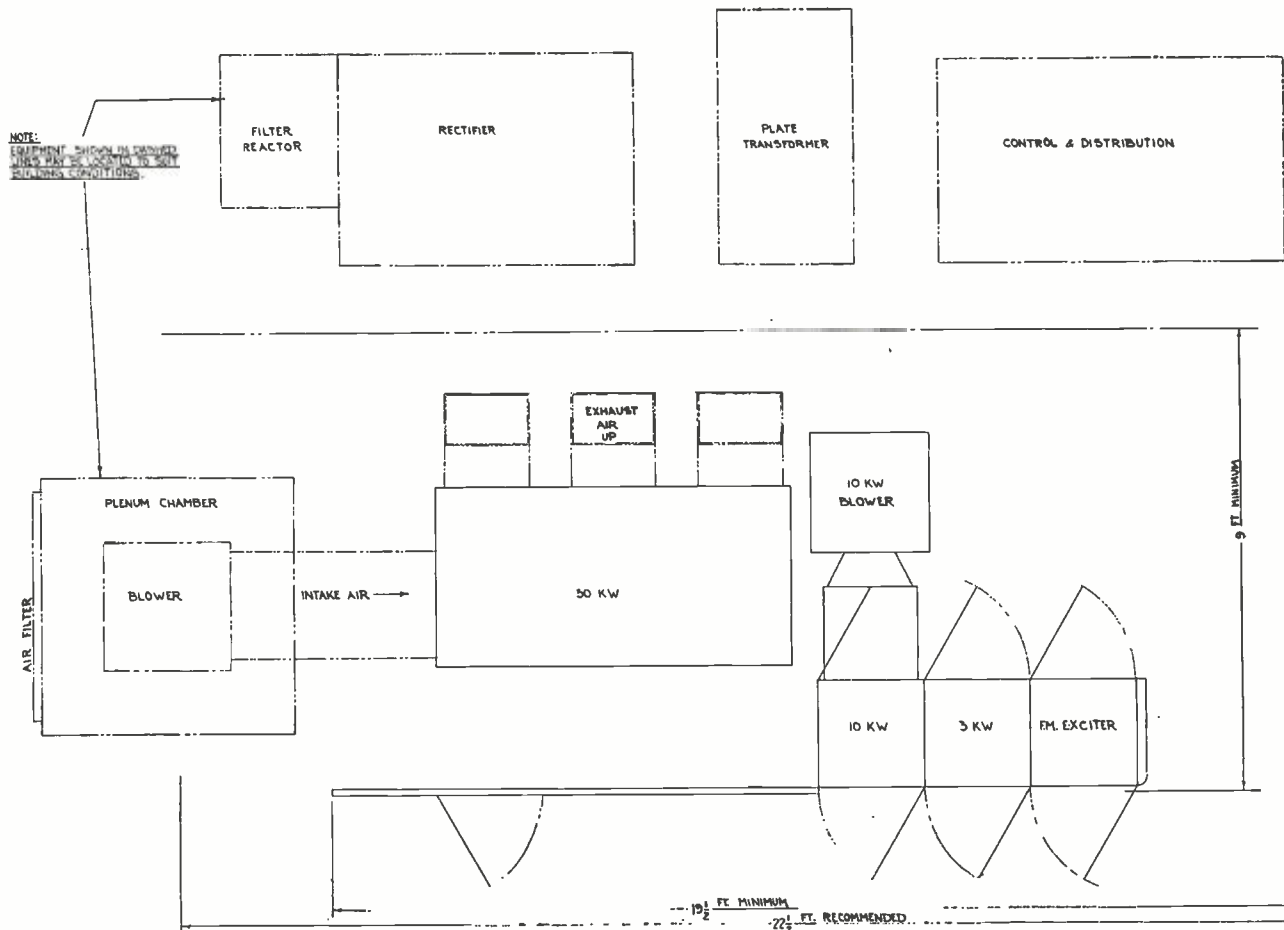 FILTER
REACTOR
RECTIFIER
PLATE
TRANSFORMER
CONTROL & DISTRIBUTION
NOTE:
EQUIPMENT SHOWN IN DASHED
LINES MAY BE LOCATED TO SUIT
BUILDING CONDITIONS.
EXHAUST
AIR
UP
PLENUM CHAMBER
10 KW
BLOWER
9 FT MINIMUM
AIR FILTER
BLOWER
INTAKE AIR
50 KW
10 KW
3 KW
F.M. EXCITER
19½ FT. MINIMUM
22½ FT. RECOMMENDED